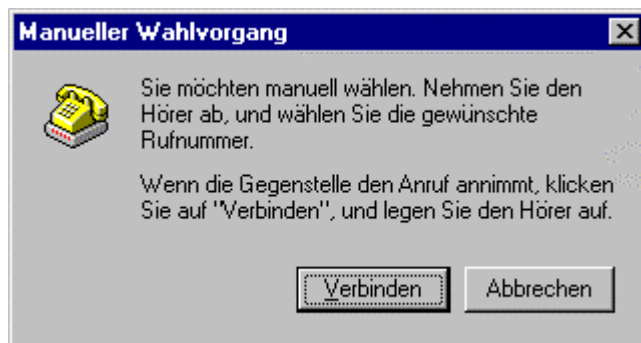 Manueller Wahlvorgang
Sie möchten manuell wählen. Nehmen Sie den
Hörer ab, und wählen Sie die gewünschte
Rufnummer.
Wenn die Gegenstelle den Anruf annimmt, klicken
Sie auf "Verbinden", und legen Sie den Hörer auf.
Verbinden Abbrechen